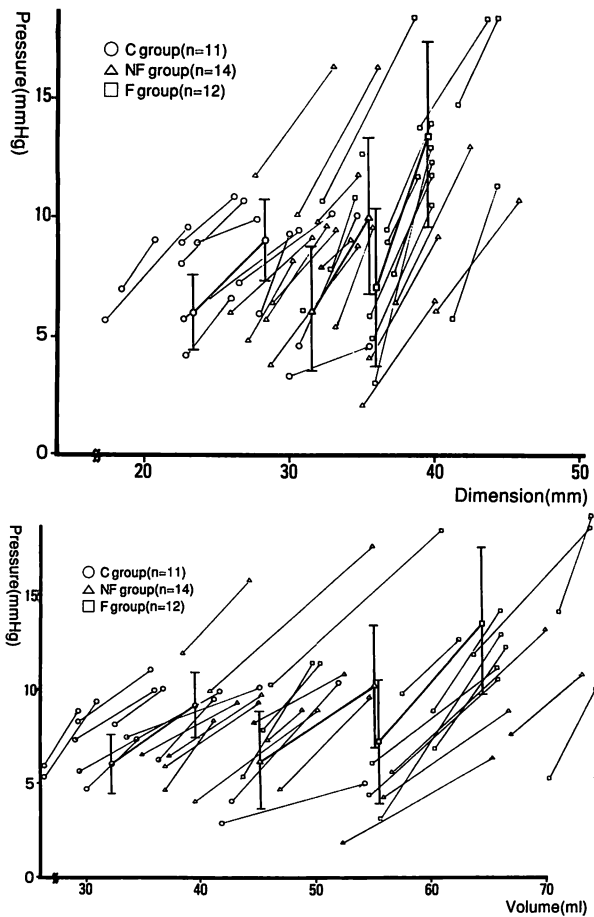 Pressure(mmHg)
C group(n=11)
NF group(n=14)
F group(n=12)
15
10
5
0
20
30
40
50
Dimension(mm)
Pressure(mmHg)
C group(n=11)
NF group(n=14)
F group(n=12)
15
10
5
0
30
40
50
60
70
Volume(ml)